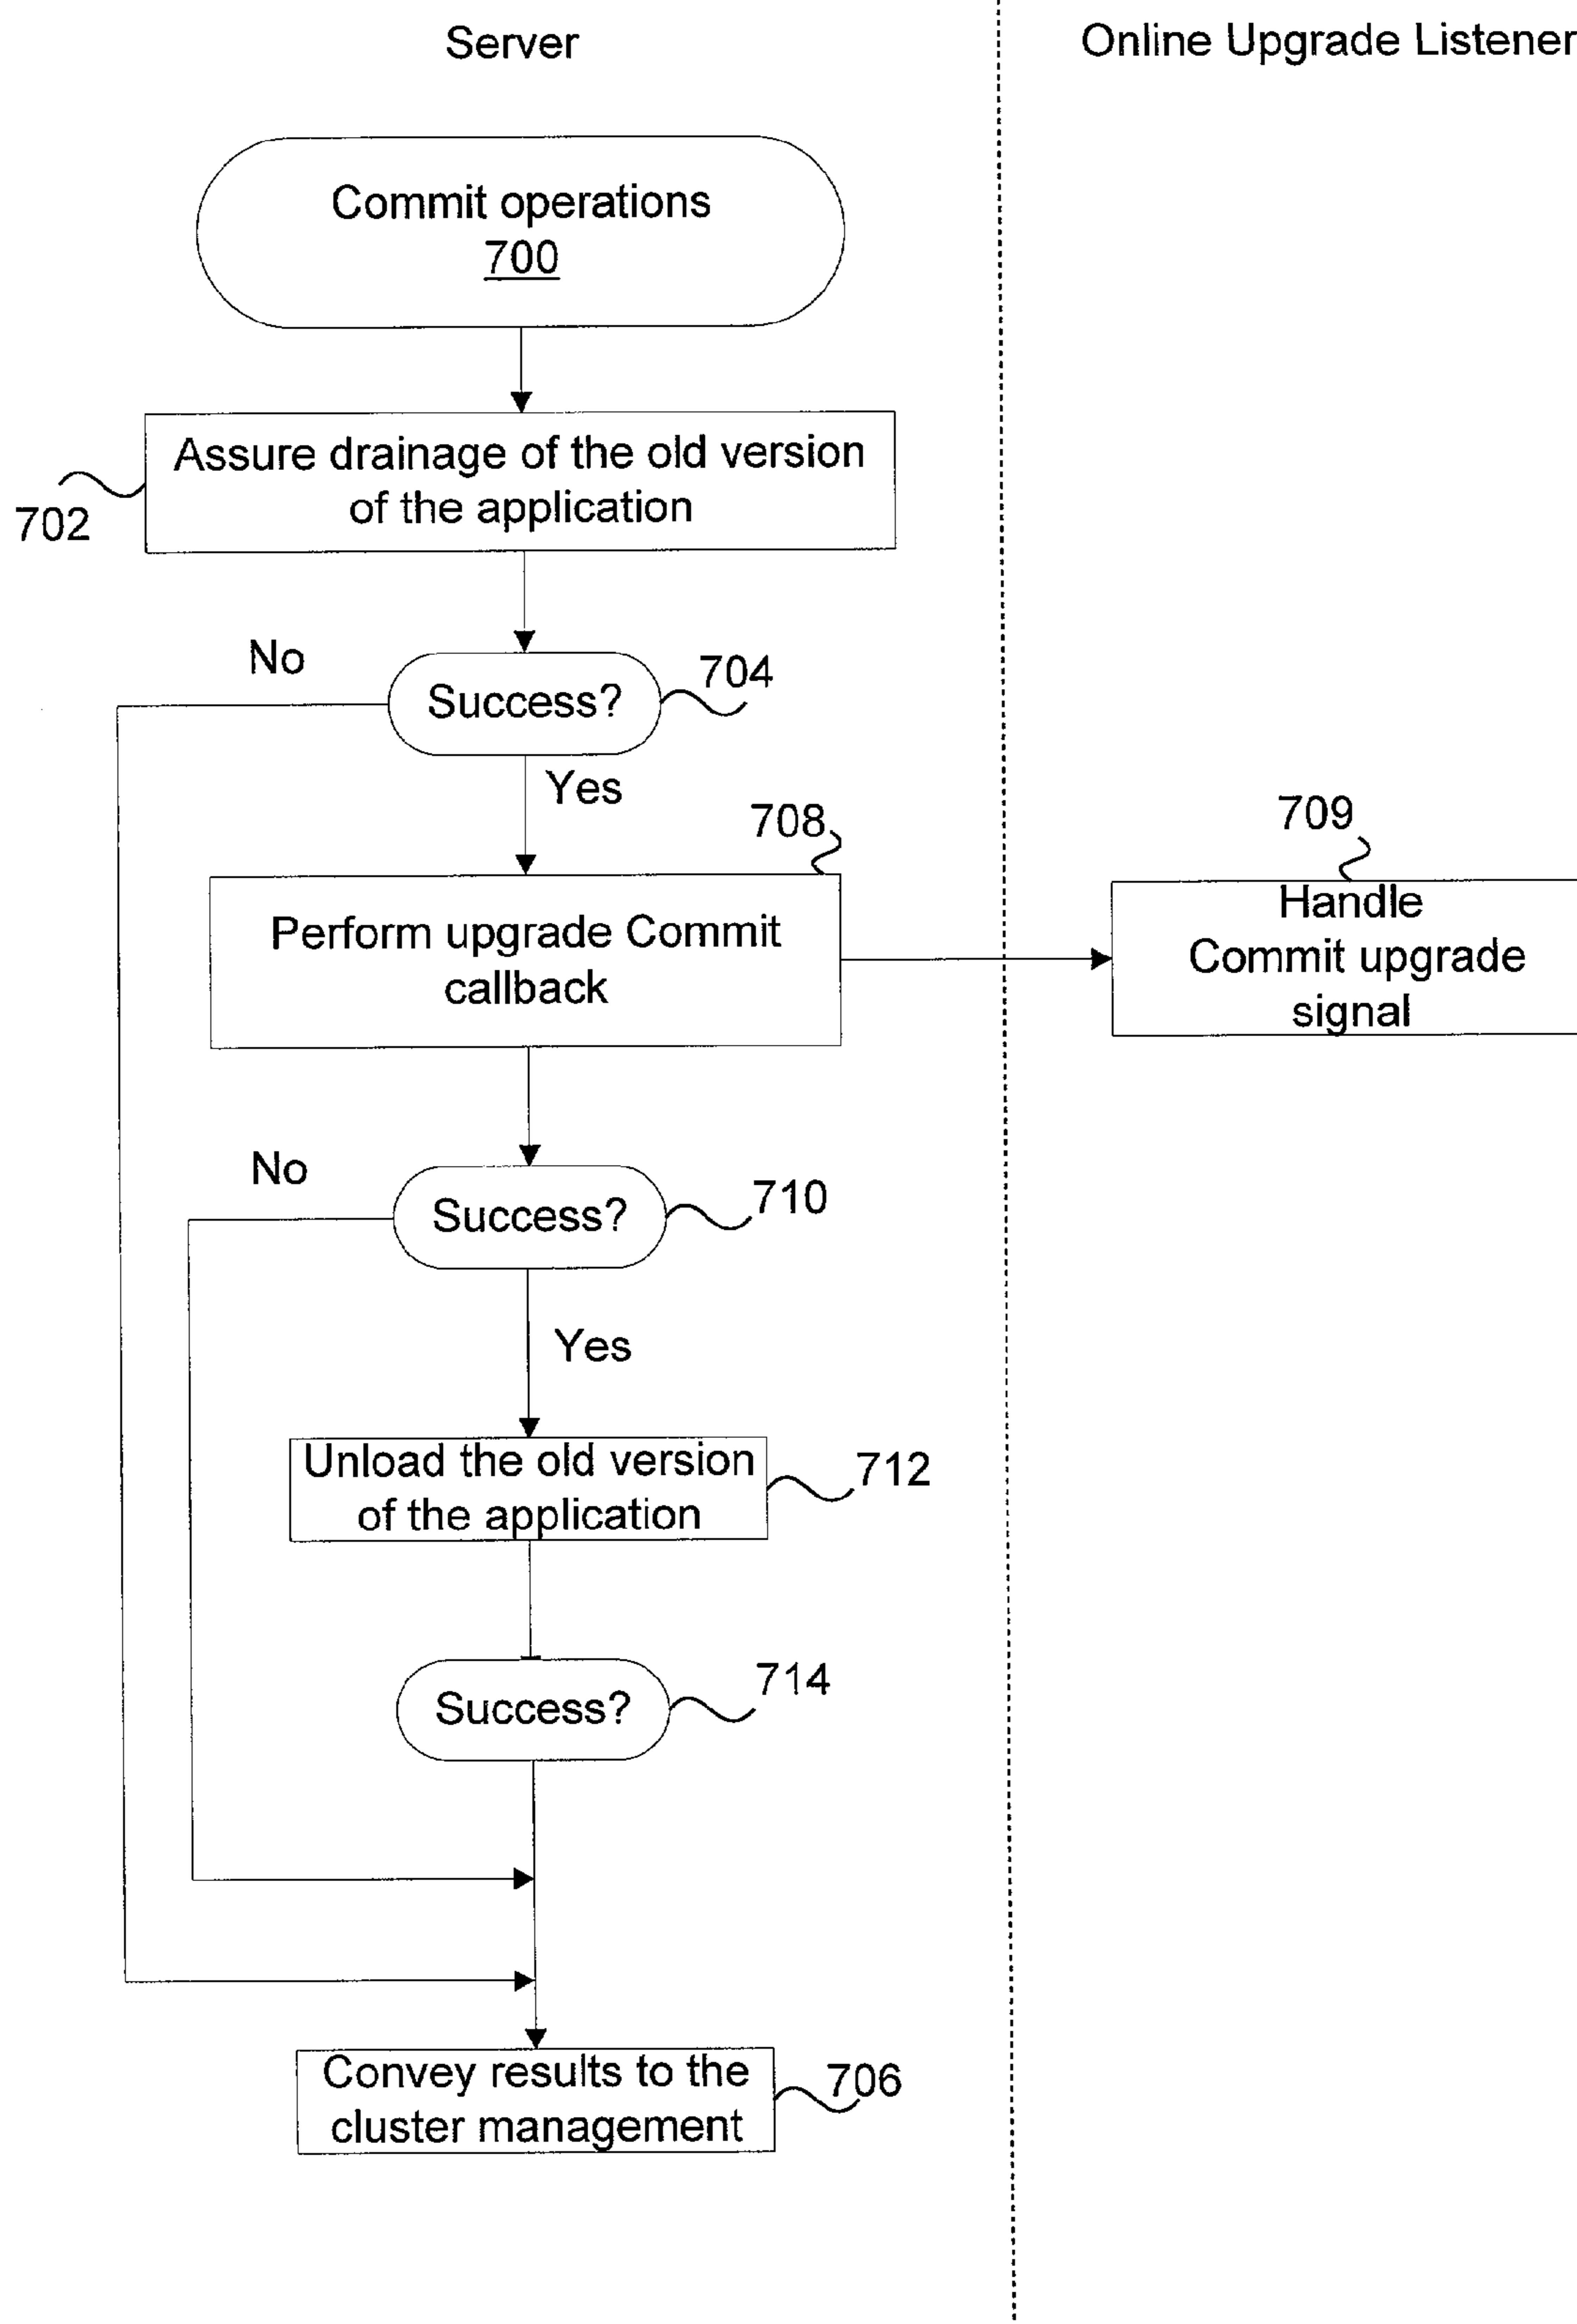 Server
Online Upgrade Listener
Commit operations
700
Assure drainage of the old version
of the application
702
No
Success?
704
Yes
708
709
Perform upgrade Commit
callback
Handle
Commit upgrade
signal
No
Success?
710
Yes
Unload the old version
of the application
712
Success?
714
Convey results to the
cluster management
706